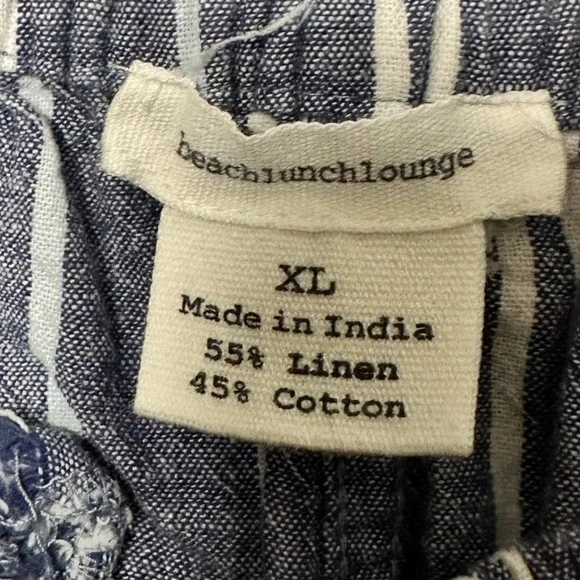 beachlunchlounge
XL
Made in India
55% Linen
45% Cotton